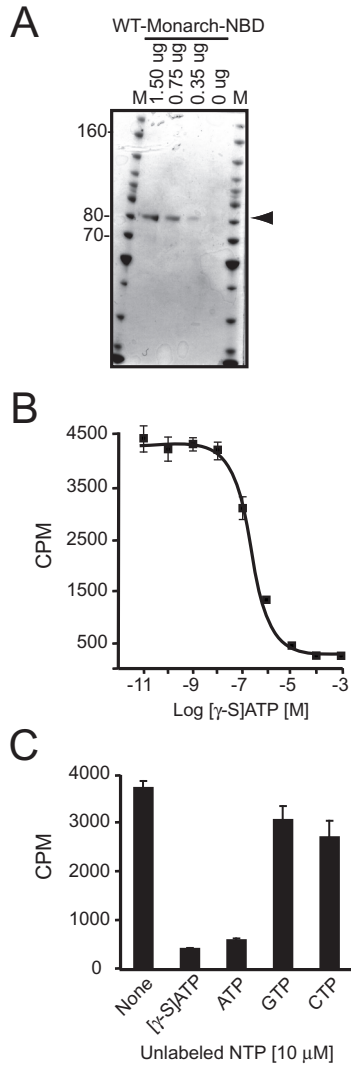 A
WT-Monarch-NBD
M 1.50 ug 0.75 ug 0.35 ug 0 ug M
160-
80-
70-
B
4500
3500
2500
1500
500
CPM
-11 -9 -7 -5 -3
Log [γ-S]ATP [M]
C
4000
3000
2000
1000
0
CPM
None [γ-S]ATP ATP GTP CTP
Unlabeled NTP [10 μM]